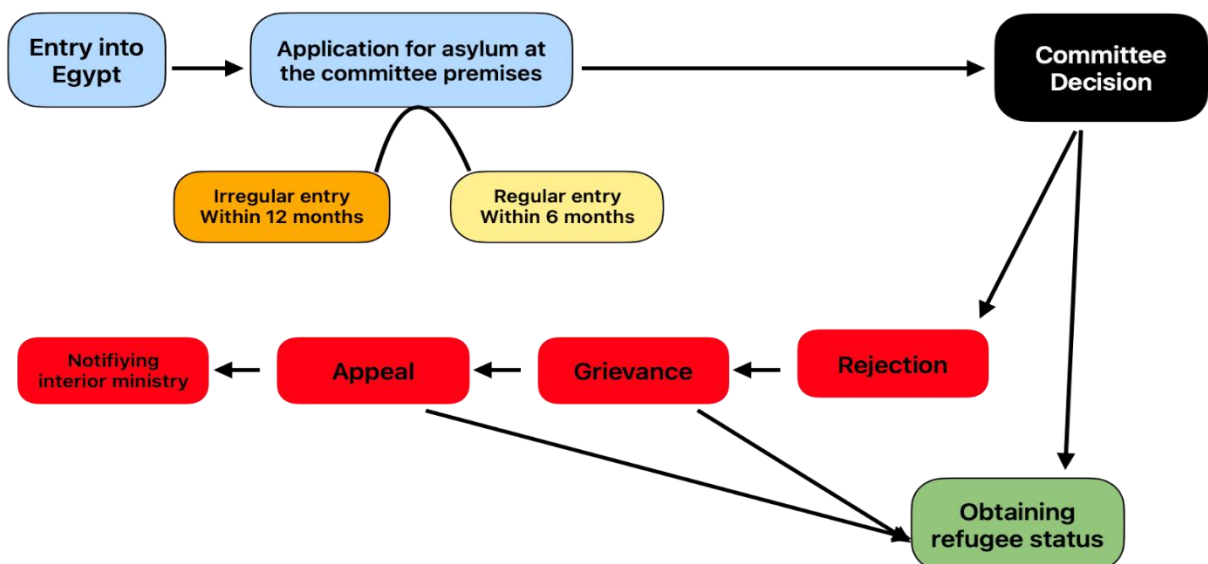 Entry into
Egypt
Application for asylum at
the committee premises
Committee
Decision
Irregular entry
Within 12 months
Regular entry
Within 6 months
Notifiying
interior ministry
Appeal
Grievance
Rejection
Obtaining
refugee status